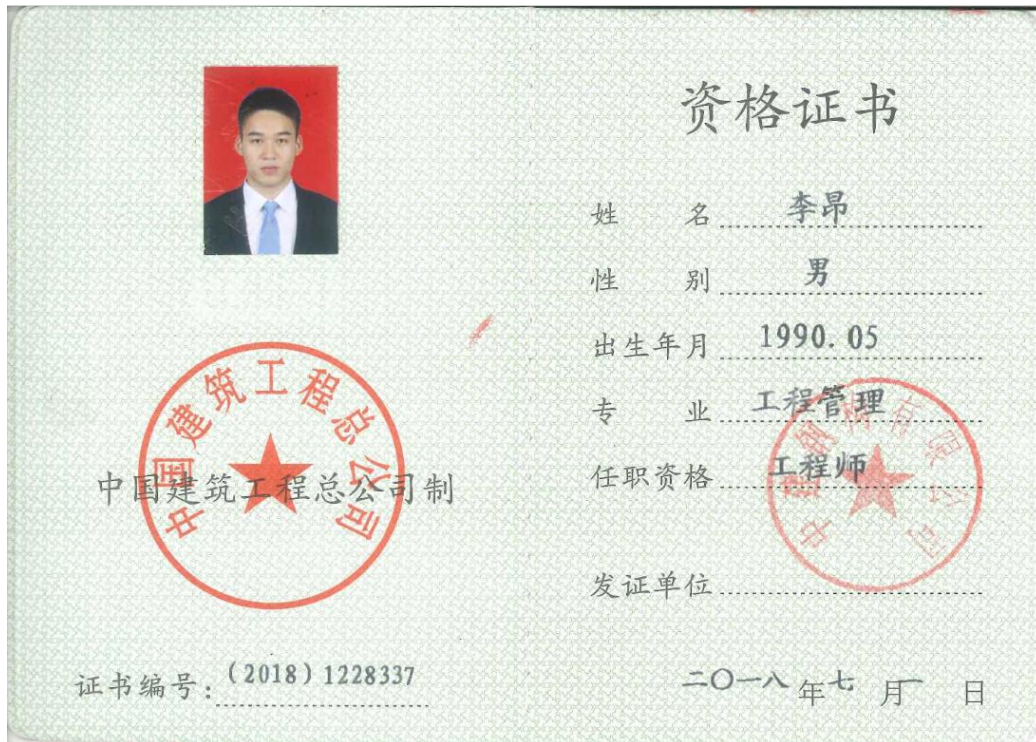 中国建筑工程总公司
中国建筑工程总公司制
证书编号：(2018)1228337
资格证书
姓 名 李昂
性 别 男
出生年月 1990.05
专 业 工程管理
任职资格 工程师
发证单位
二〇一八 年 七 月 一 日